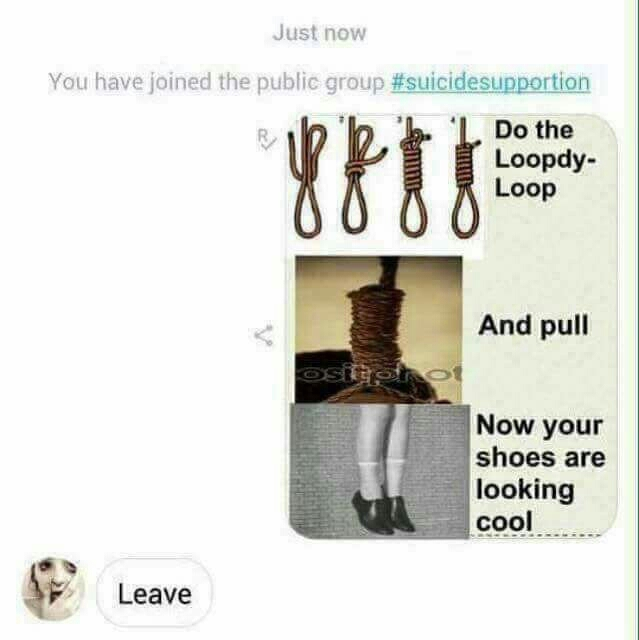 Just now
You have joined the public group #suicidesupportion
R
2
3
4
Do the
Loopdy-
Loop
And pull
ositphot
Now your
shoes are
looking
cool
Leave